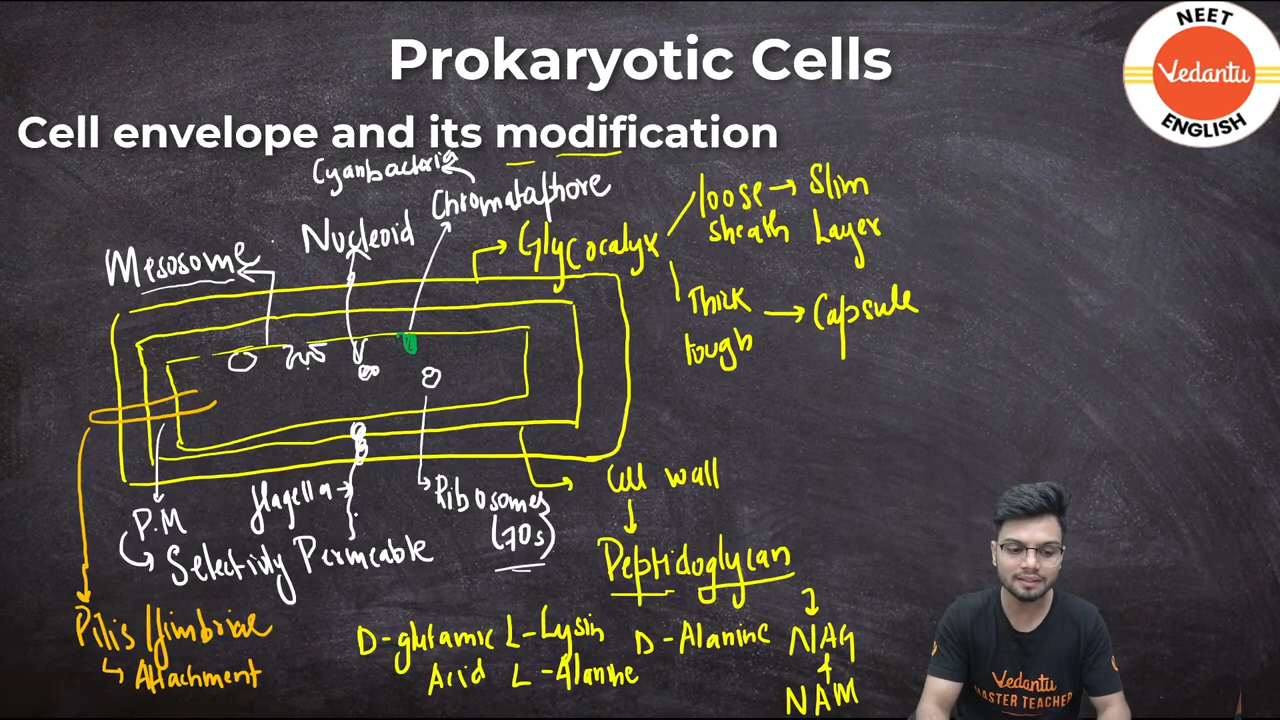 Prokaryotic Cells
NEET
Vedantu
ENGLISH
Cell envelope and its modification
Cyanbacteria
Chromataphore
Nucleoid
Mesosome
Glycocalyx
loose → Slim
sheath Layer
Thick
tough → Capsule
Cell wall
Peptidoglycan
NAG
+
NAM
flagella
Ribosomes
(70s)
P.M
Selectivly Permeable
Pilis/fimbriae
Attachment
D-glutamic L-Lysin D-Alanine
Acid L-Alanine
Vedantu
MASTER TEACHER